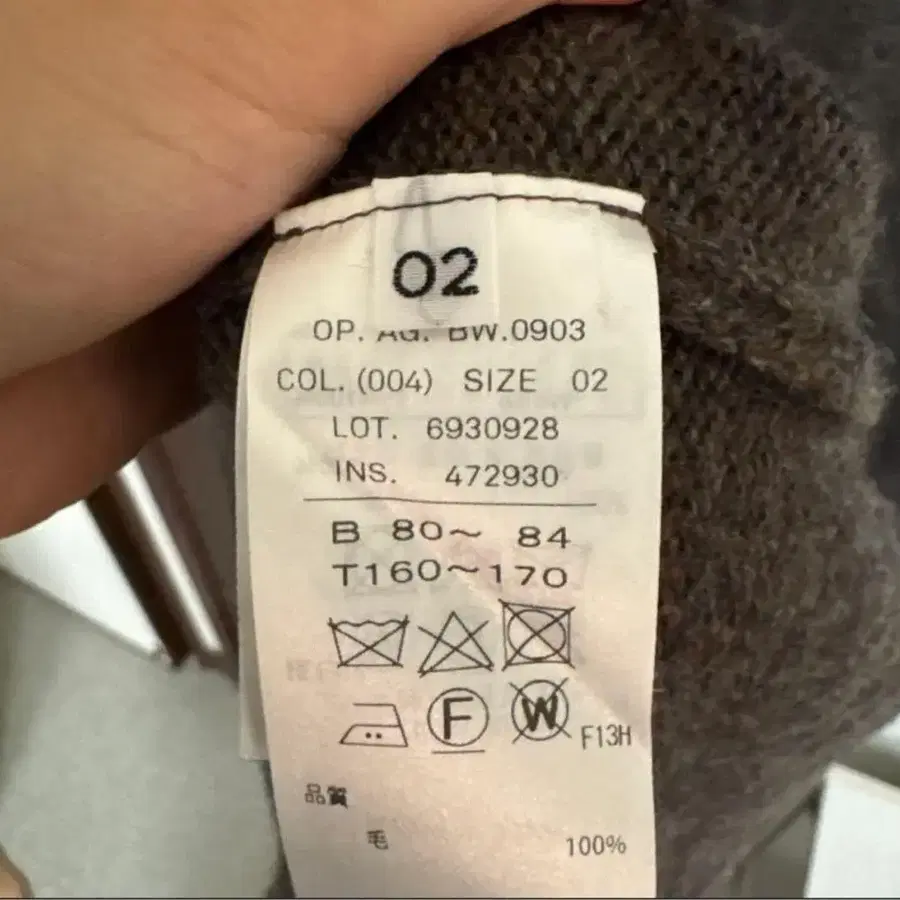 02
OP. AG. BW.0903
COL. (004) SIZE 02
LOT. 6930928
INS. 472930
B 80～ 84
T160～170
F W F13H
品質
毛 100%